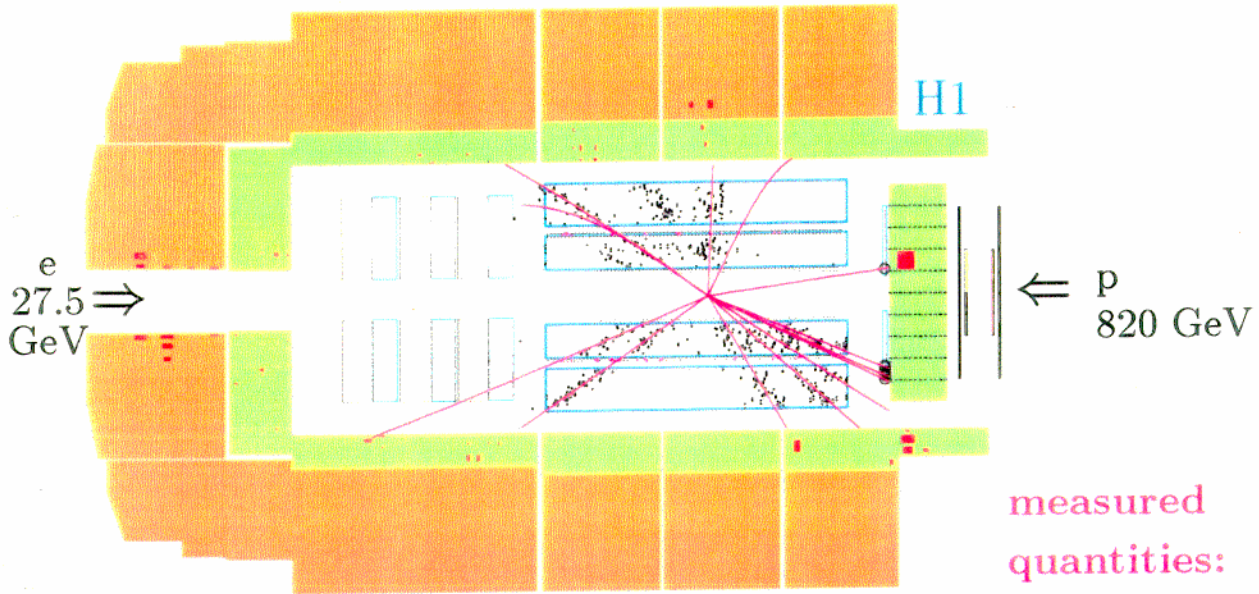 H1
e
27.5 ⇒
GeV
⇐ p
820 GeV
measured
quantities: